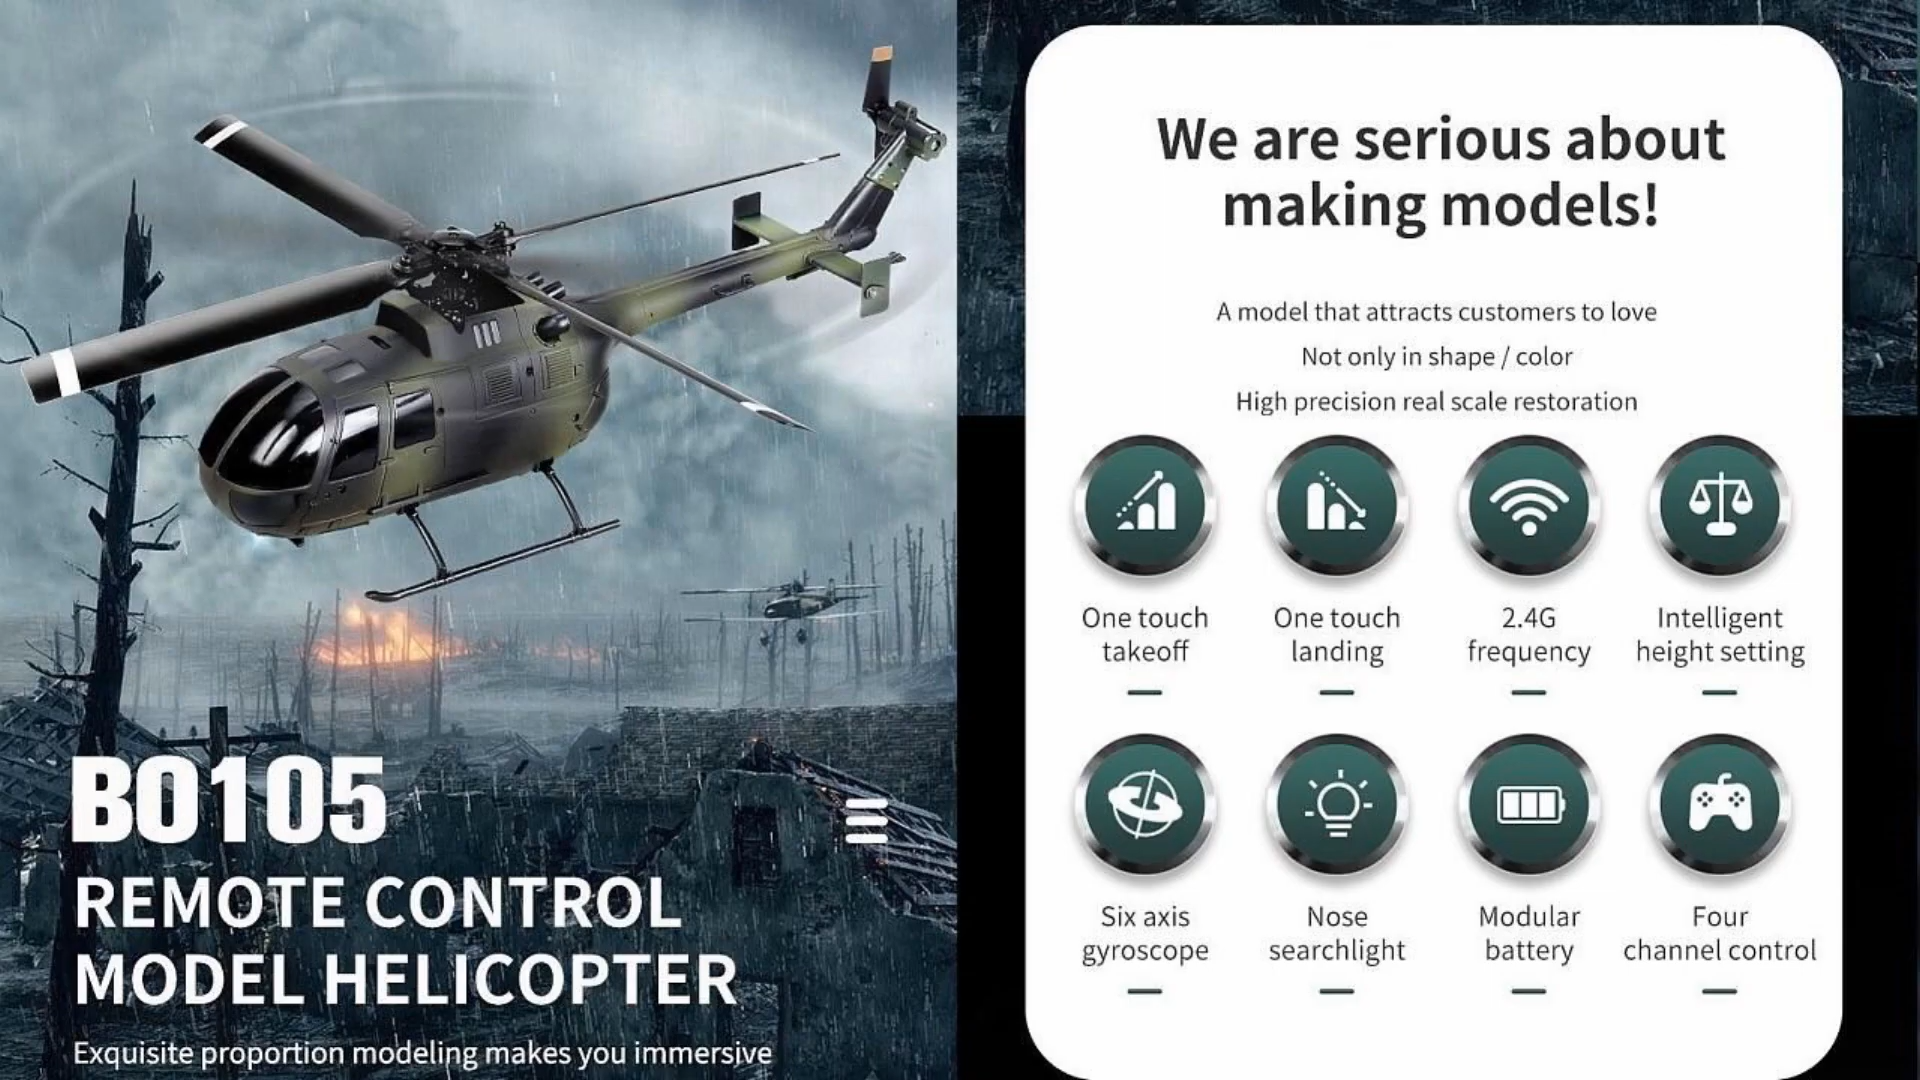 BO105
REMOTE CONTROL
MODEL HELICOPTER
Exquisite proportion modeling makes you immersive
We are serious about
making models!
A model that attracts customers to love
Not only in shape / color
High precision real scale restoration
One touch
takeoff
One touch
landing
2.4G
frequency
Intelligent
height setting
Six axis
gyroscope
Nose
searchlight
Modular
battery
Four
channel control